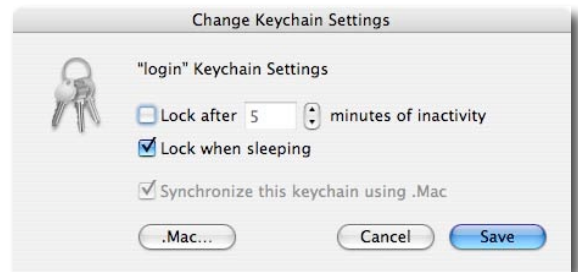 Change Keychain Settings
"login" Keychain Settings
Lock after 5 minutes of inactivity
Lock when sleeping
Synchronize this keychain using .Mac
.Mac... Cancel Save